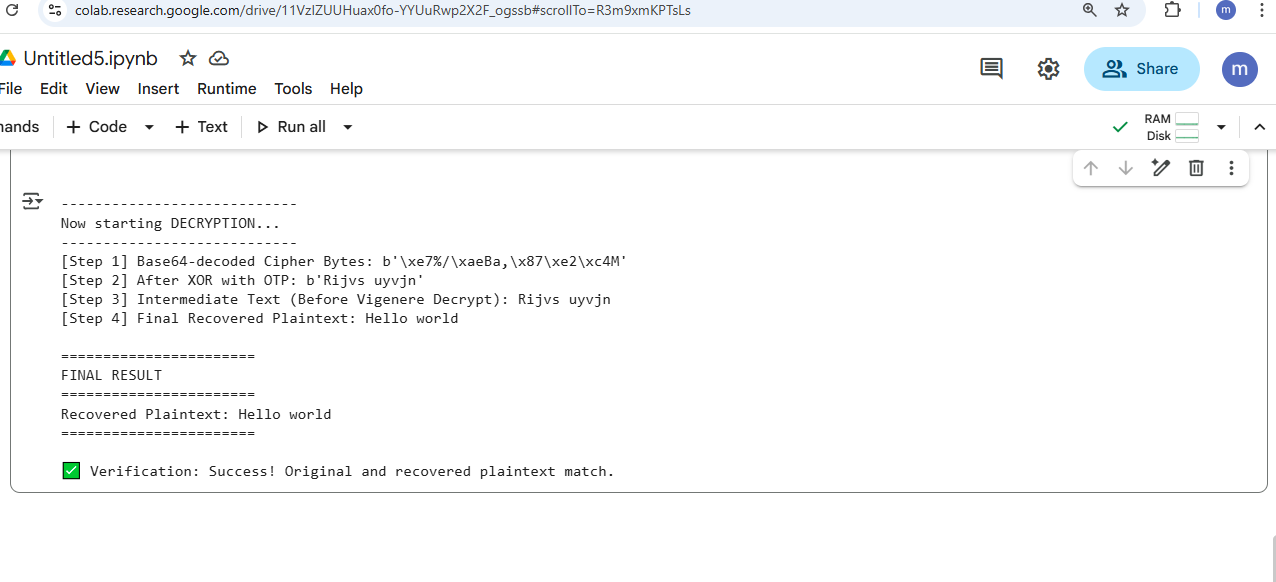 colab.research.google.com/drive/11VzIZUUHuax0fo-YYUuRwp2X2F_ogssb#scrollTo=R3m9xmKPTsLs
m
Untitled5.ipynb
File Edit View Insert Runtime Tools Help
Share
m
ands + Code + Text Run all
RAM
Disk
----------------------------
Now starting DECRYPTION...
----------------------------
[Step 1] Base64-decoded Cipher Bytes: b'\xe7%/\xaeBa,\x87\xe2\xc4M'
[Step 2] After XOR with OTP: b'Rijvs uyvjn'
[Step 3] Intermediate Text (Before Vigenere Decrypt): Rijvs uyvjn
[Step 4] Final Recovered Plaintext: Hello world
=======================
FINAL RESULT
=======================
Recovered Plaintext: Hello world
=======================
✅ Verification: Success! Original and recovered plaintext match.